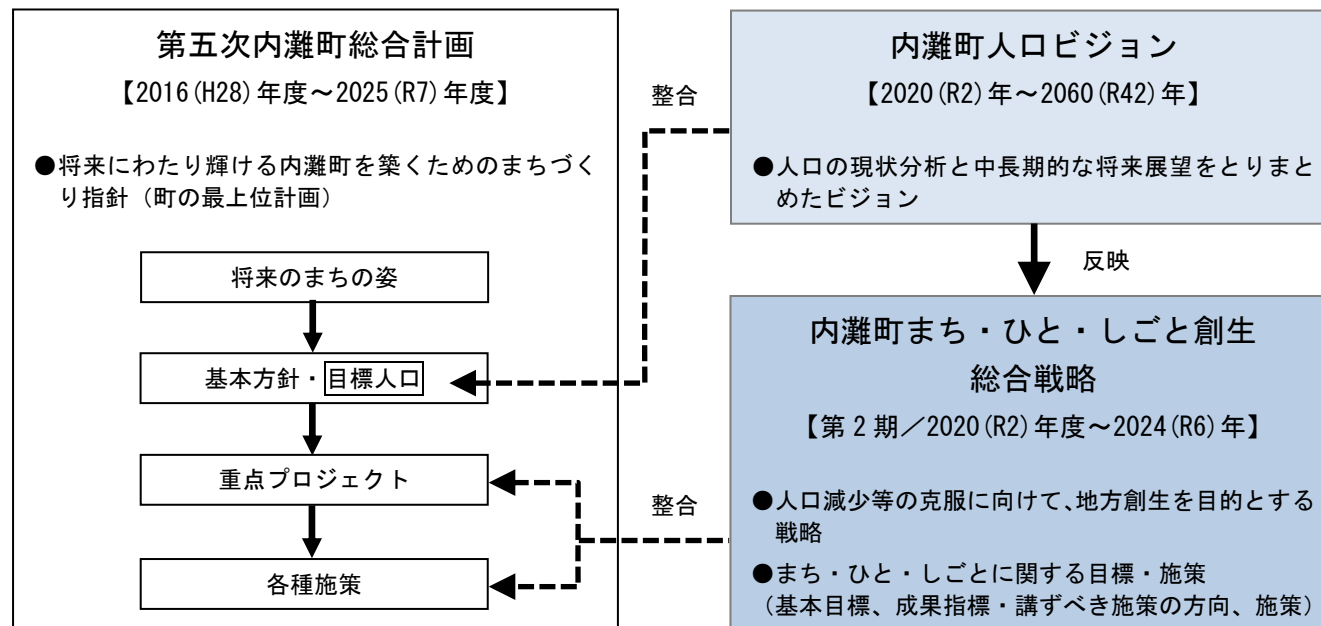 第五次内灘町総合計画
【2016(H28)年度～2025(R7)年度】
●将来にわたり輝ける内灘町を築くためのまちづく
り指針（町の最上位計画）
将来のまちの姿
基本方針・目標人口
重点プロジェクト
各種施策
整合
整合
内灘町人口ビジョン
【2020(R2)年～2060(R42)年】
●人口の現状分析と中長期的な将来展望をとりまと
めたビジョン
反映
内灘町まち・ひと・しごと創生
総合戦略
【第2期／2020(R2)年度～2024(R6)年】
●人口減少等の克服に向けて、地方創生を目的とする
戦略
●まち・ひと・しごとに関する目標・施策
（基本目標、成果指標・講ずべき施策の方向、施策）